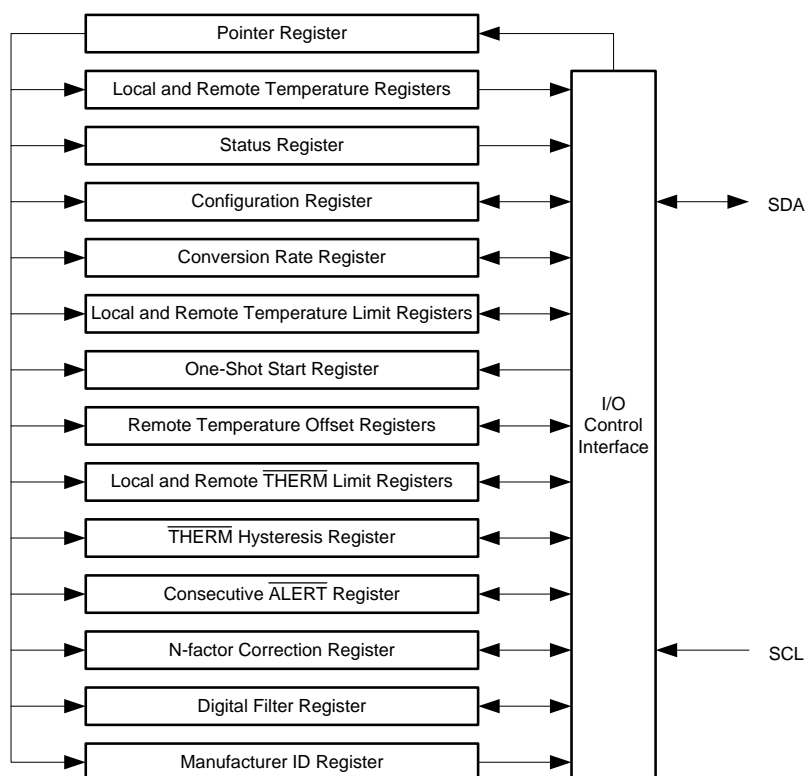 Pointer Register
Local and Remote Temperature Registers
Status Register
Configuration Register
Conversion Rate Register
Local and Remote Temperature Limit Registers
One-Shot Start Register
Remote Temperature Offset Registers
Local and Remote THERM Limit Registers
THERM Hysteresis Register
Consecutive ALERT Register
N-factor Correction Register
Digital Filter Register
Manufacturer ID Register
I/O
Control
Interface
SDA
SCL